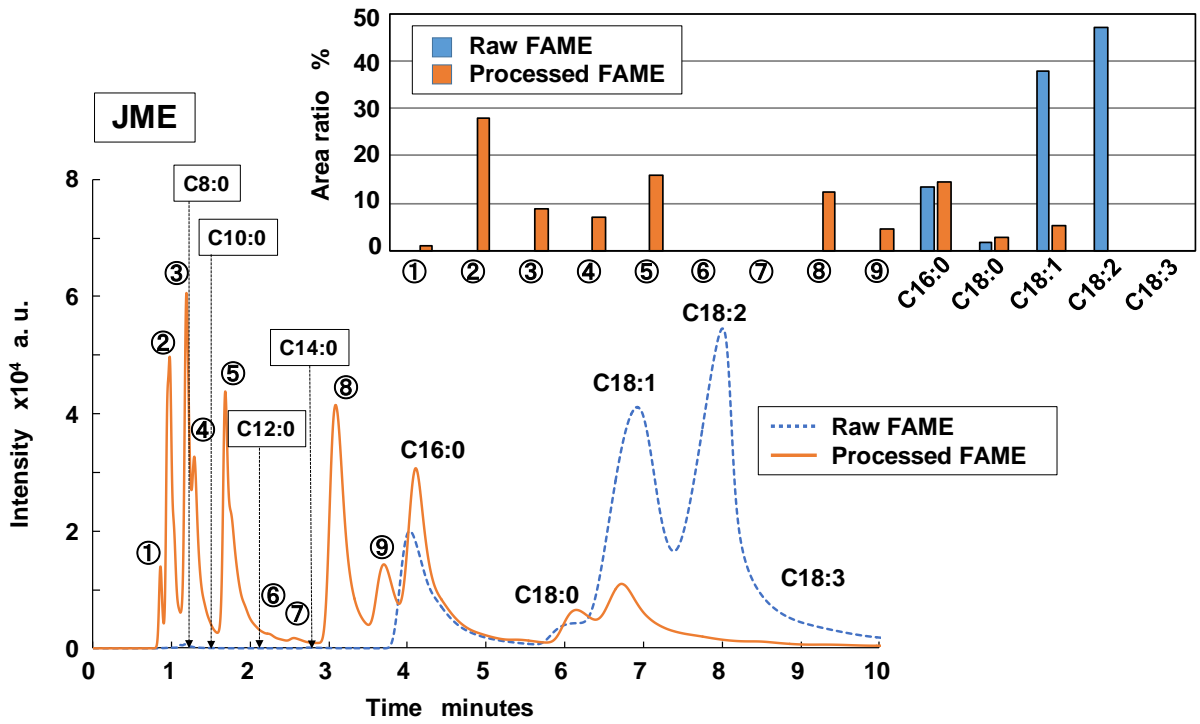 50
40
30
20
10
0
Area ratio %
Raw FAME
Processed FAME
① ② ③ ④ ⑤ ⑥ ⑦ ⑧ ⑨ C16:0 C18:0 C18:1 C18:2 C18:3
JME
8
6
4
2
0
Intensity x10⁴ a. u.
C8:0
C10:0
C14:0
C12:0
①
②
③
④
⑤
⑥
⑦
⑧
⑨
C16:0
C18:0
C18:1
C18:2
C18:3
Raw FAME
Processed FAME
0 1 2 3 4 5 6 7 8 9 10
Time minutes